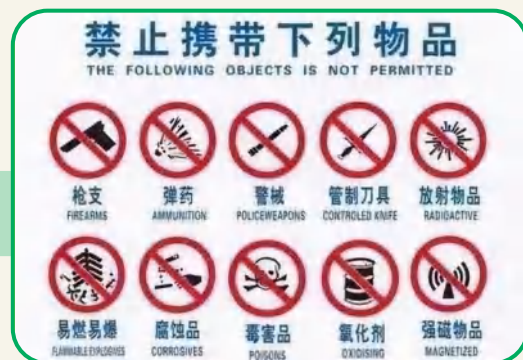 禁止携带下列物品
THE FOLLOWING OBJECTS IS NOT PERMITTED
枪支 弹药 警械 管制刀具 放射物品
FIREARMS AMMUNITION POLICEWEAPONS CONTROLED KNIFE RADIOACTIVE
易燃易爆 腐蚀品 毒害品 氧化剂 强磁物品
FLAMMABLE EXPLOSIVES CORROSIVES POISONS OXIDISING MAGNETIZED